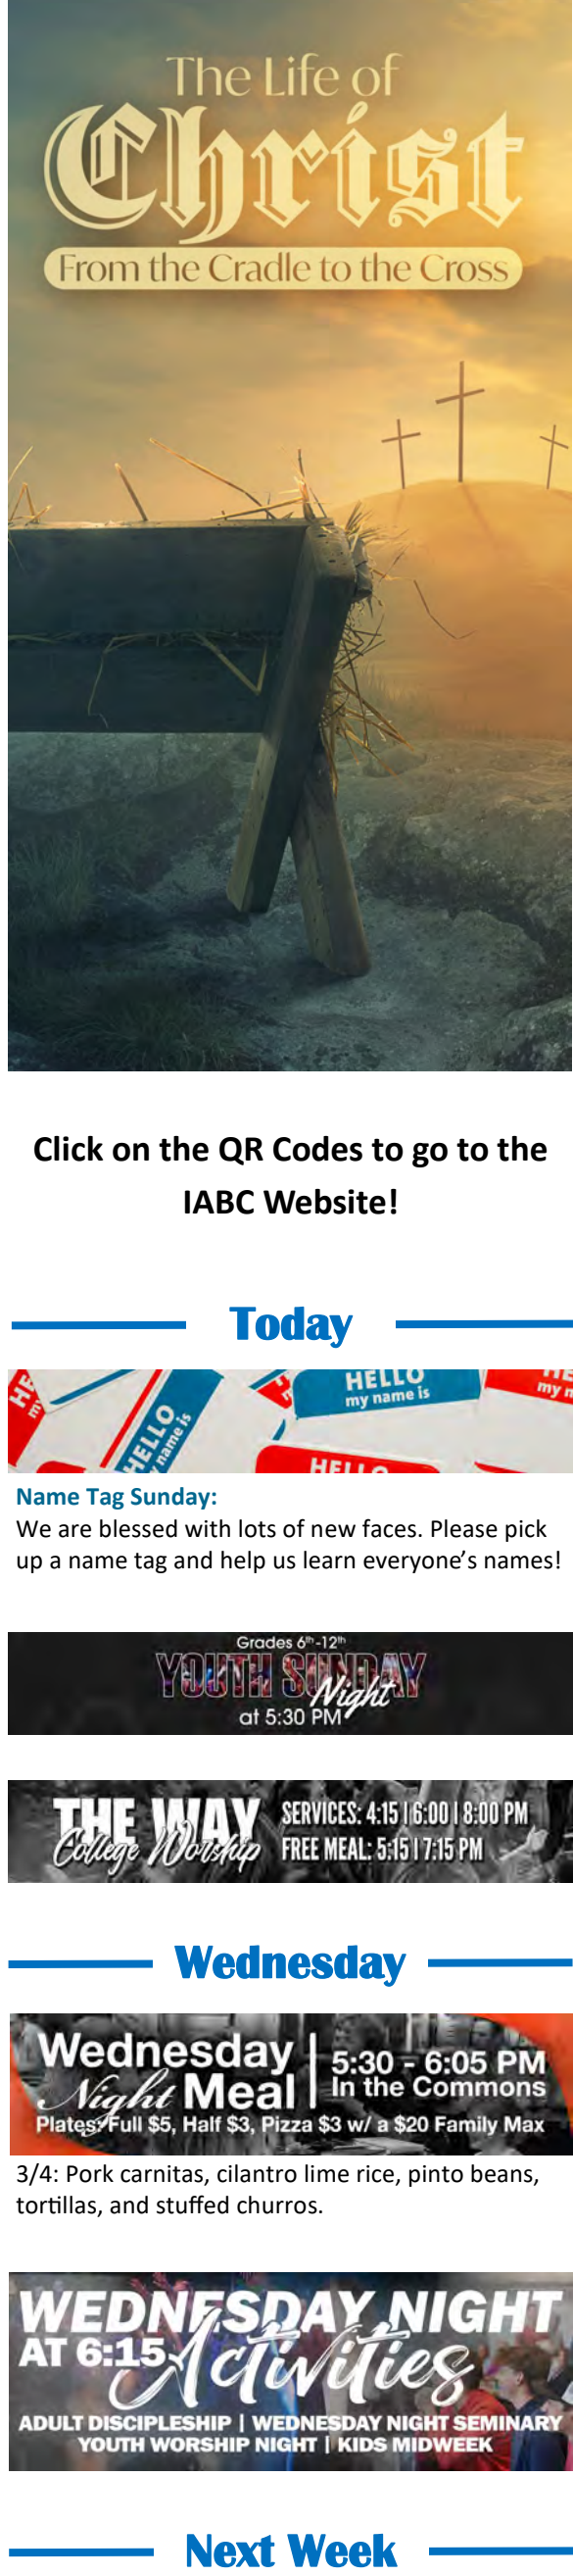 The Life of
Christ
From the Cradle to the Cross
Click on the QR Codes to go to the
IABC Website!
Today
HELLO
my name is
HELLO
name is
HELLO
my n
Name Tag Sunday:
We are blessed with lots of new faces. Please pick
up a name tag and help us learn everyone’s names!
Grades 6th-12th
YOUTH SUNDAY
Night
at 5:30 PM
THE WAY
College Worship
SERVICES: 4:15 | 6:00 | 8:00 PM
FREE MEAL: 5:15 | 7:15 PM
Wednesday
Wednesday
Night Meal
5:30 - 6:05 PM
In the Commons
Plates: Full $5, Half $3, Pizza $3 w/ a $20 Family Max
3/4: Pork carnitas, cilantro lime rice, pinto beans,
tortillas, and stuffed churros.
WEDNESDAY NIGHT
AT 6:15 Activities
ADULT DISCIPLESHIP | WEDNESDAY NIGHT SEMINARY
YOUTH WORSHIP NIGHT | KIDS MIDWEEK
Next Week